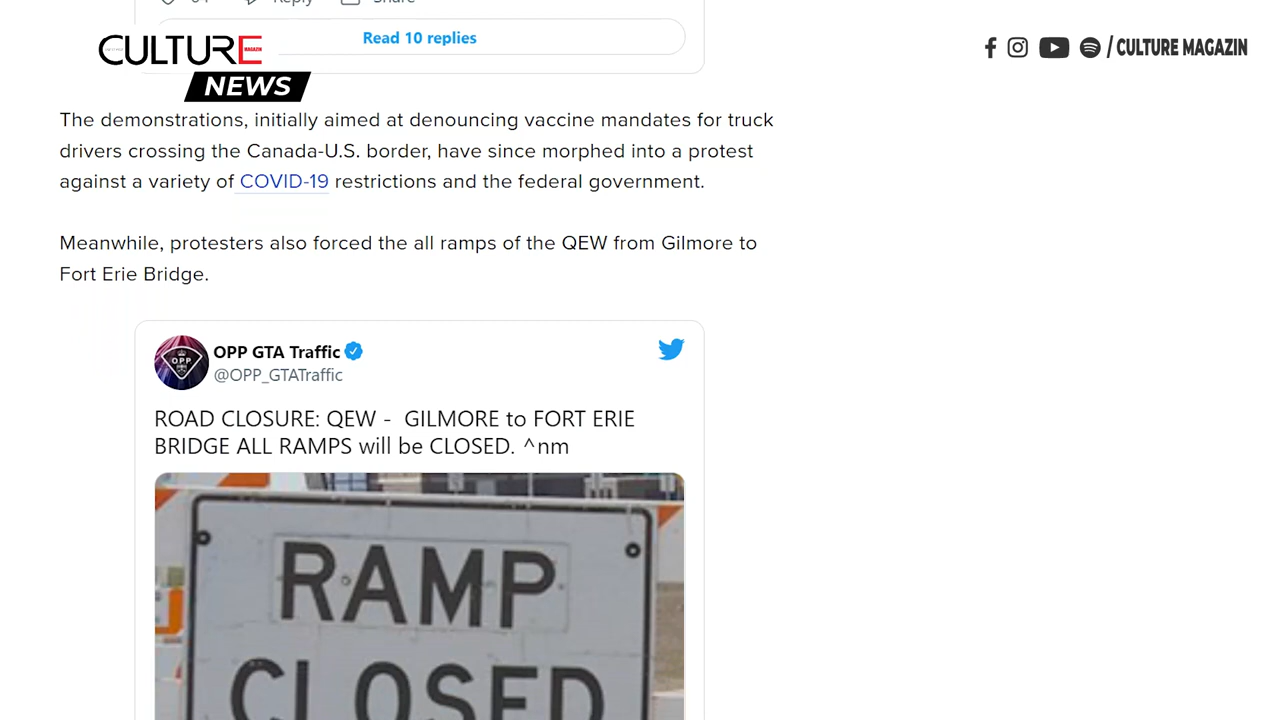 64 Reply Share
Read 10 replies
CULTURE
MAGAZIN
NEWS
/ CULTURE MAGAZIN
The demonstrations, initially aimed at denouncing vaccine mandates for truck
drivers crossing the Canada-U.S. border, have since morphed into a protest
against a variety of COVID-19 restrictions and the federal government.
Meanwhile, protesters also forced the all ramps of the QEW from Gilmore to
Fort Erie Bridge.
OPP GTA Traffic
@OPP_GTATraffic
ROAD CLOSURE: QEW - GILMORE to FORT ERIE
BRIDGE ALL RAMPS will be CLOSED. ^nm
OPP
RAMP
CLOSED